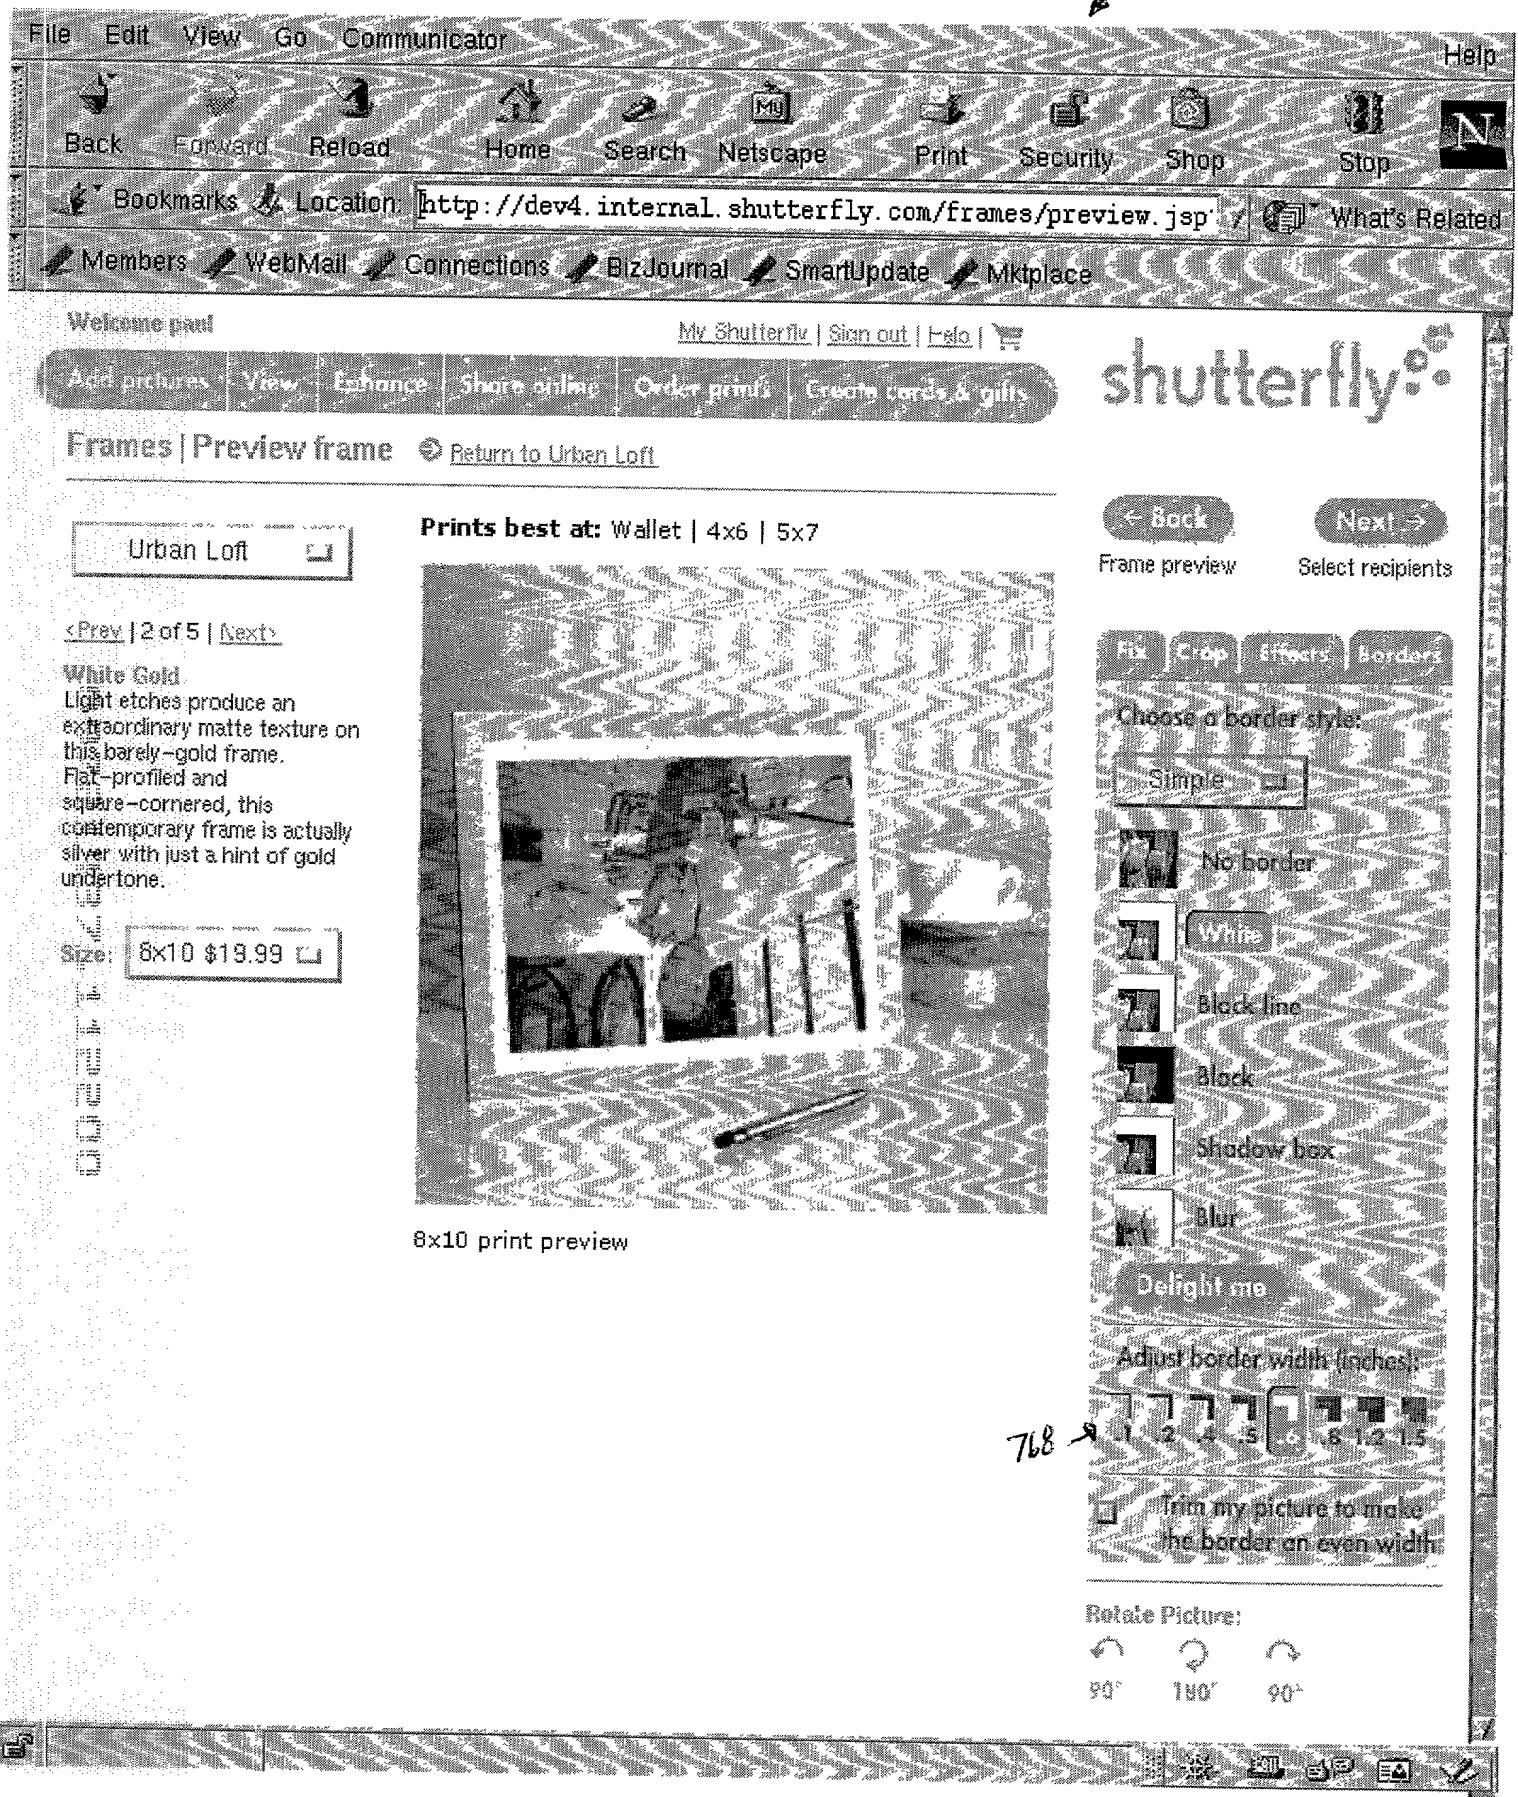 File Edit View Go Communicator Help
Back Forward Reload Home Search Netscape Print Security Shop Stop
My
N
Bookmarks Location: http://dev4.internal.shutterfly.com/frames/preview.jsp What's Related
Members WebMail Connections BizJournal SmartUpdate Mktplace
Welcome paul
My Shutterfly | Sign out | Help |
shutterfly
Add pictures View Enhance Share online Order prints Create cards & gifts
Frames | Preview frame Return to Urban Loft
← Back Next →
Frame preview Select recipients
Urban Loft
Prints best at: Wallet | 4x6 | 5x7
<Prev | 2 of 5 | Next>
White Gold
Light etches produce an
extraordinary matte texture on
this barely-gold frame.
Flat-profiled and
square-cornered, this
contemporary frame is actually
silver with just a hint of gold
undertone.
Size: 8x10 $19.99
8x10 print preview
Fix Crop Effects Borders
Choose a border style:
Simple
No border
White
Black line
Black
Shadow box
Blur
Delight me
Adjust border width (inches):
.1 .2 .4 .5 .6 .8 1.2 1.5
768
Trim my picture to make
the border an even width
Rotate Picture:
90° 180° 90°